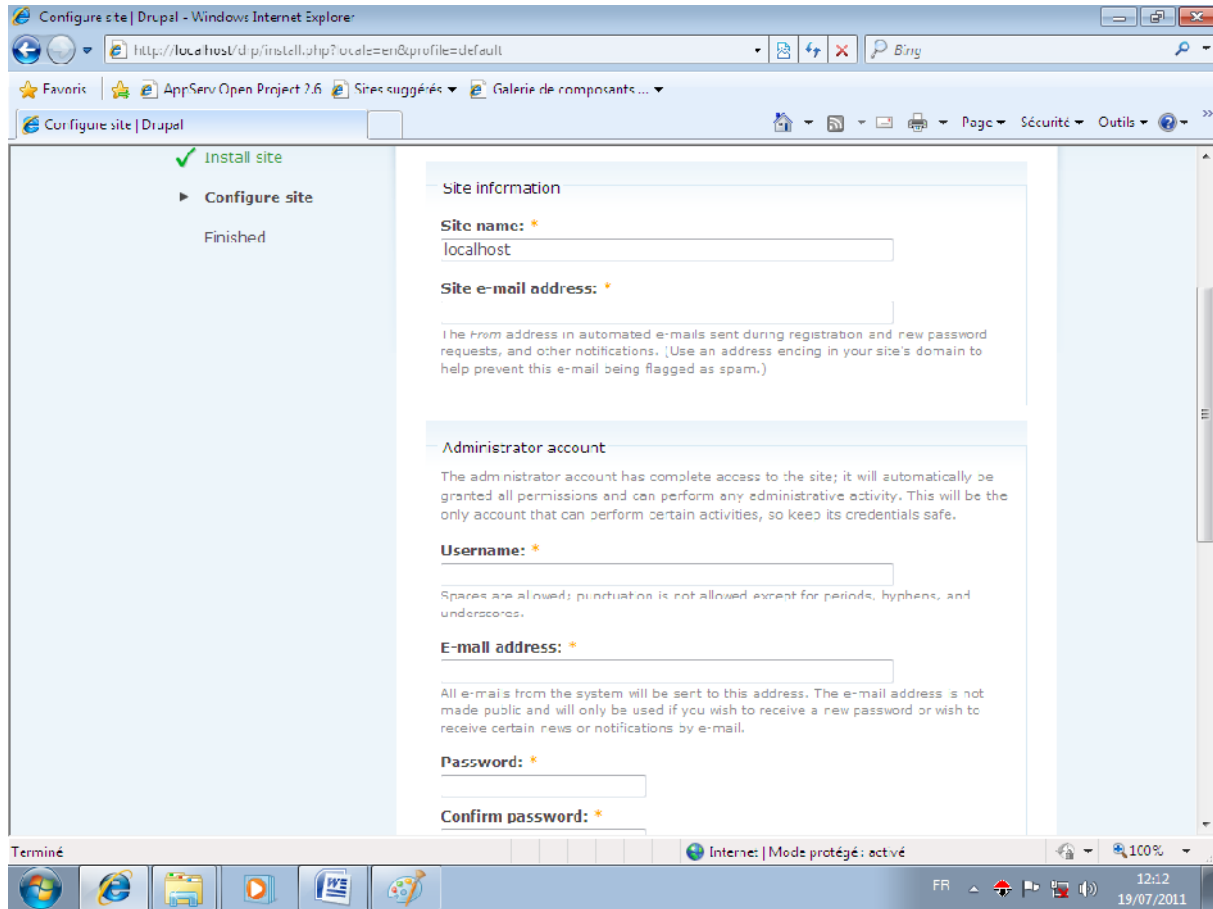 Configure site | Drupal - Windows Internet Explorer
http://localhost/drp/install.php?locale=en&profile=default
Bing
Favoris AppServ Open Project 2.6 Sites suggérés Galerie de composants ...
Configure site | Drupal
Page Sécurité Outils
Install site
Configure site
Finished
Site information
Site name: *
localhost
Site e-mail address: *
The From address in automated e-mails sent during registration and new password
requests, and other notifications. (Use an address ending in your site's domain to
help prevent this e-mail being flagged as spam.)
Administrator account
The administrator account has complete access to the site; it will automatically be
granted all permissions and can perform any administrative activity. This will be the
only account that can perform certain activities, so keep its credentials safe.
Username: *
Spaces are allowed; punctuation is not allowed except for periods, hyphens, and
underscores.
E-mail address: *
All e-mails from the system will be sent to this address. The e-mail address is not
made public and will only be used if you wish to receive a new password or wish to
receive certain news or notifications by e-mail.
Password: *
Confirm password: *
Terminé
Internet | Mode protégé : activé
100%
FR
12:12
19/07/2011